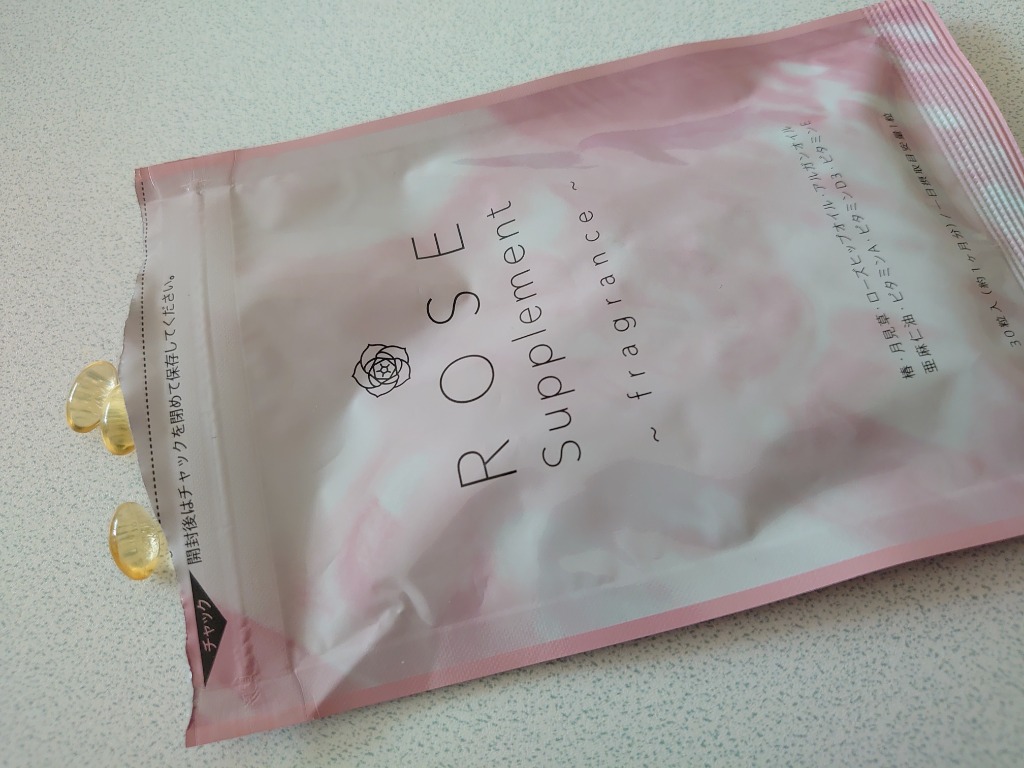 開封後はチャックを閉めて保存してください。
チャック
ROSE
Supplement
~ fragrance ~
椿・月見草・ローズヒップオイル・アルガンオイル
亜麻仁油・ビタミンA・ビタミンD3・ビタミンE
30粒入(約1ヶ月分)/一日摂取目安量1粒